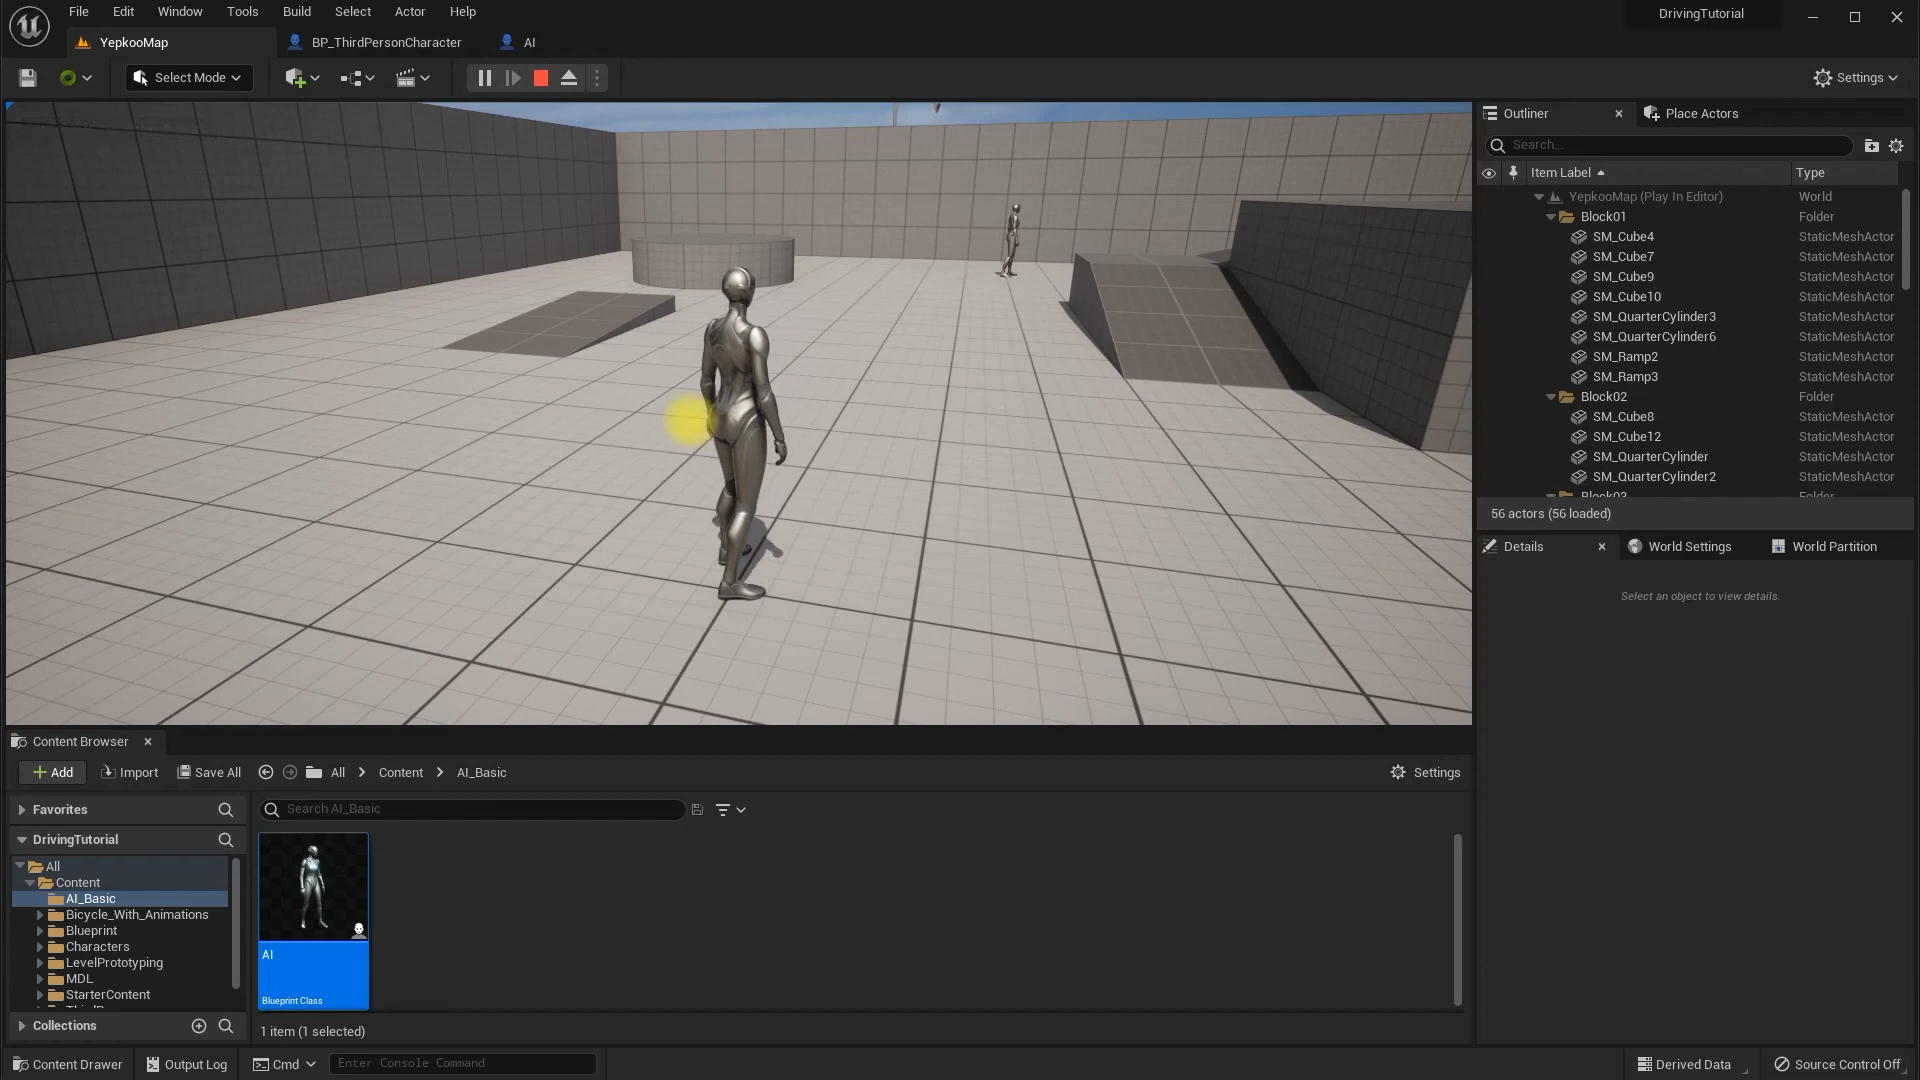 File Edit Window Tools Build Select Actor Help
DrivingTutorial
YepkooMap
BP_ThirdPersonCharacter
AI
Select Mode
Settings
Outliner
Place Actors
Search...
Item Label
Type
YepkooMap (Play In Editor) World
Block01 Folder
SM_Cube4 StaticMeshActor
SM_Cube7 StaticMeshActor
SM_Cube9 StaticMeshActor
SM_Cube10 StaticMeshActor
SM_QuarterCylinder3 StaticMeshActor
SM_QuarterCylinder6 StaticMeshActor
SM_Ramp2 StaticMeshActor
SM_Ramp3 StaticMeshActor
Block02 Folder
SM_Cube8 StaticMeshActor
SM_Cube12 StaticMeshActor
SM_QuarterCylinder StaticMeshActor
SM_QuarterCylinder2 StaticMeshActor
Block03 Folder
56 actors (56 loaded)
Details
World Settings
World Partition
Select an object to view details.
Content Browser
Add
Import
Save All
All
Content
AI_Basic
Settings
Favorites
Search AI_Basic
DrivingTutorial
All
Content
AI_Basic
Bicycle_With_Animations
Blueprint
Characters
LevelPrototyping
MDL
StarterContent
Collections
AI
Blueprint Class
1 item (1 selected)
Content Drawer
Output Log
Cmd
Enter Console Command
Derived Data
Source Control Off